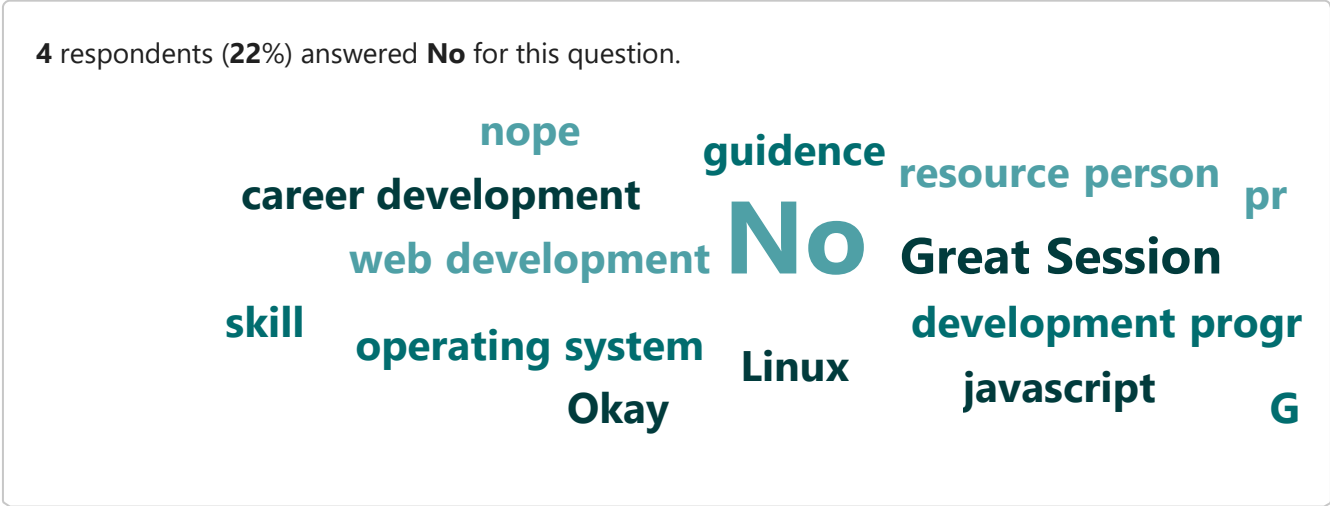 4 respondents (22%) answered No for this question.
nope
guidence
resource person
pr
career development
No
web development
Great Session
skill
development progr
operating system
Linux
javascript
Okay
G